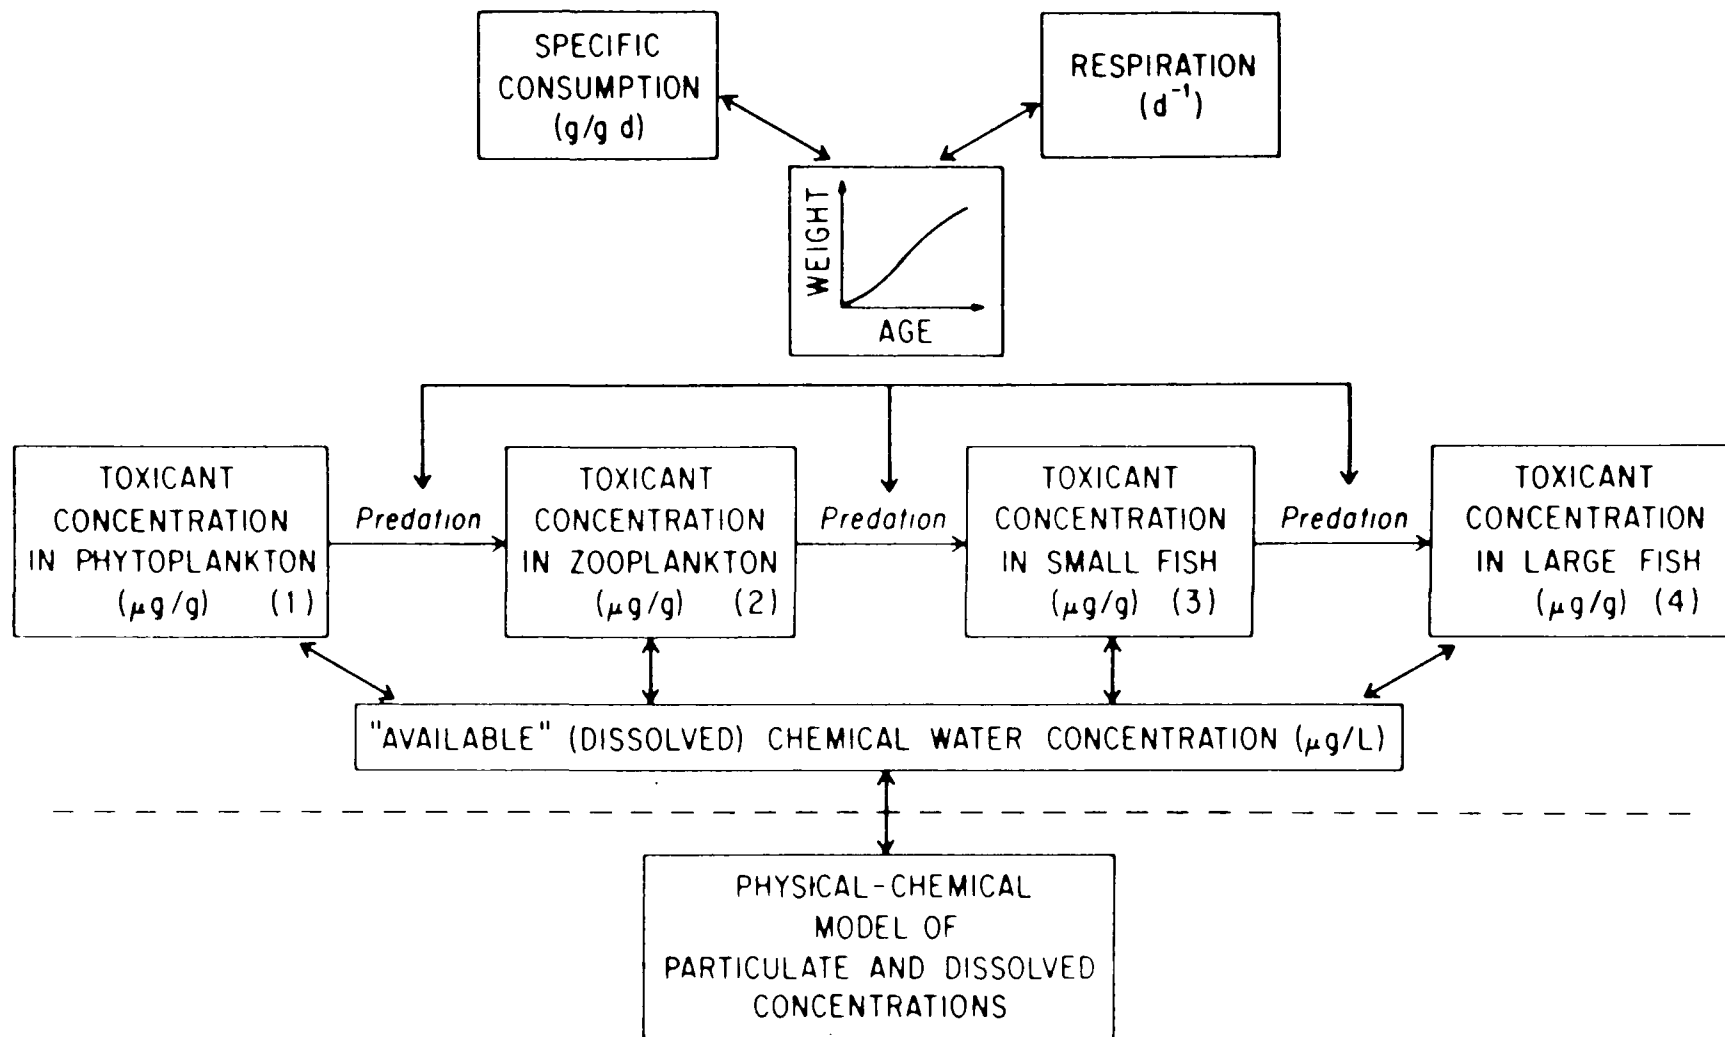 SPECIFIC
CONSUMPTION
(g/g d)
RESPIRATION
(d⁻¹)
WEIGHT
AGE
TOXICANT
CONCENTRATION
IN PHYTOPLANKTON
(μg/g) (1)
Predation
TOXICANT
CONCENTRATION
IN ZOOPLANKTON
(μg/g) (2)
Predation
TOXICANT
CONCENTRATION
IN SMALL FISH
(μg/g) (3)
Predation
TOXICANT
CONCENTRATION
IN LARGE FISH
(μg/g) (4)
"AVAILABLE" (DISSOLVED) CHEMICAL WATER CONCENTRATION (μg/L)
PHYSICAL-CHEMICAL
MODEL OF
PARTICULATE AND DISSOLVED
CONCENTRATIONS